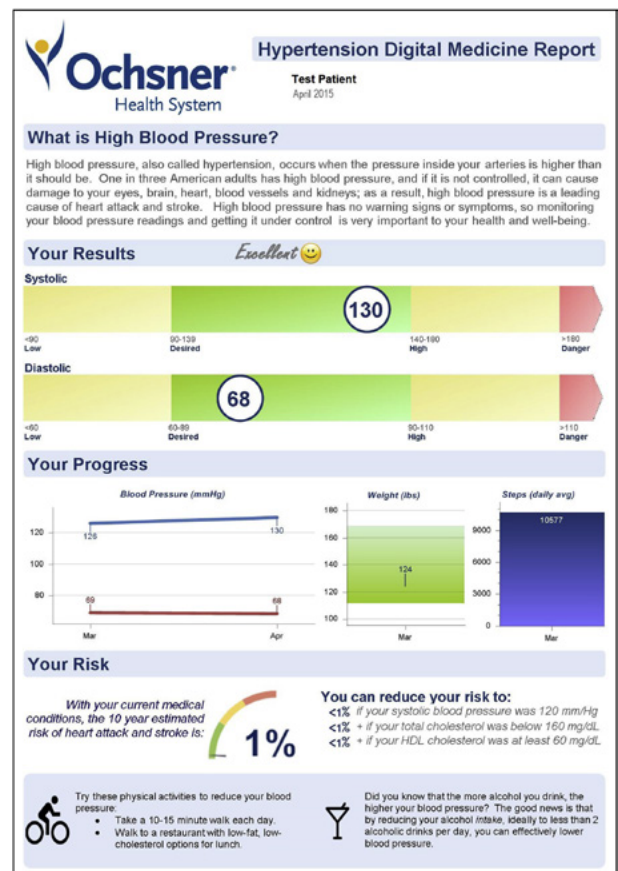 Ochsner
Health System
Hypertension Digital Medicine Report
Test Patient
April 2015
What is High Blood Pressure?
High blood pressure, also called hypertension, occurs when the pressure inside your arteries is higher than
it should be. One in three American adults has high blood pressure, and if it is not controlled, it can cause
damage to your eyes, brain, heart, blood vessels and kidneys; as a result, high blood pressure is a leading
cause of heart attack and stroke. High blood pressure has no warning signs or symptoms, so monitoring
your blood pressure readings and getting it under control is very important to your health and well-being.
Your Results
Excellent
Systolic
130
<90 90-139 140-180 >180
Low Desired High Danger
Diastolic
68
<60 60-89 90-110 >110
Low Desired High Danger
Your Progress
Blood Pressure (mmHg)
120
100
80
126
130
69
68
Mar Apr
Weight (lbs)
180
160
140
120
100
124
Mar
Steps (daily avg)
9000
6000
3000
0
10577
Mar
Your Risk
With your current medical
conditions, the 10 year estimated
risk of heart attack and stroke is:
1%
You can reduce your risk to:
<1% if your systolic blood pressure was 120 mm/Hg
<1% + if your total cholesterol was below 160 mg/dL
<1% + if your HDL cholesterol was at least 60 mg/dL
Try these physical activities to reduce your blood
pressure:
• Take a 10-15 minute walk each day.
• Walk to a restaurant with low-fat, low-
cholesterol options for lunch.
Did you know that the more alcohol you drink, the
higher your blood pressure? The good news is that
by reducing your alcohol intake, ideally to less than 2
alcoholic drinks per day, you can effectively lower
blood pressure.